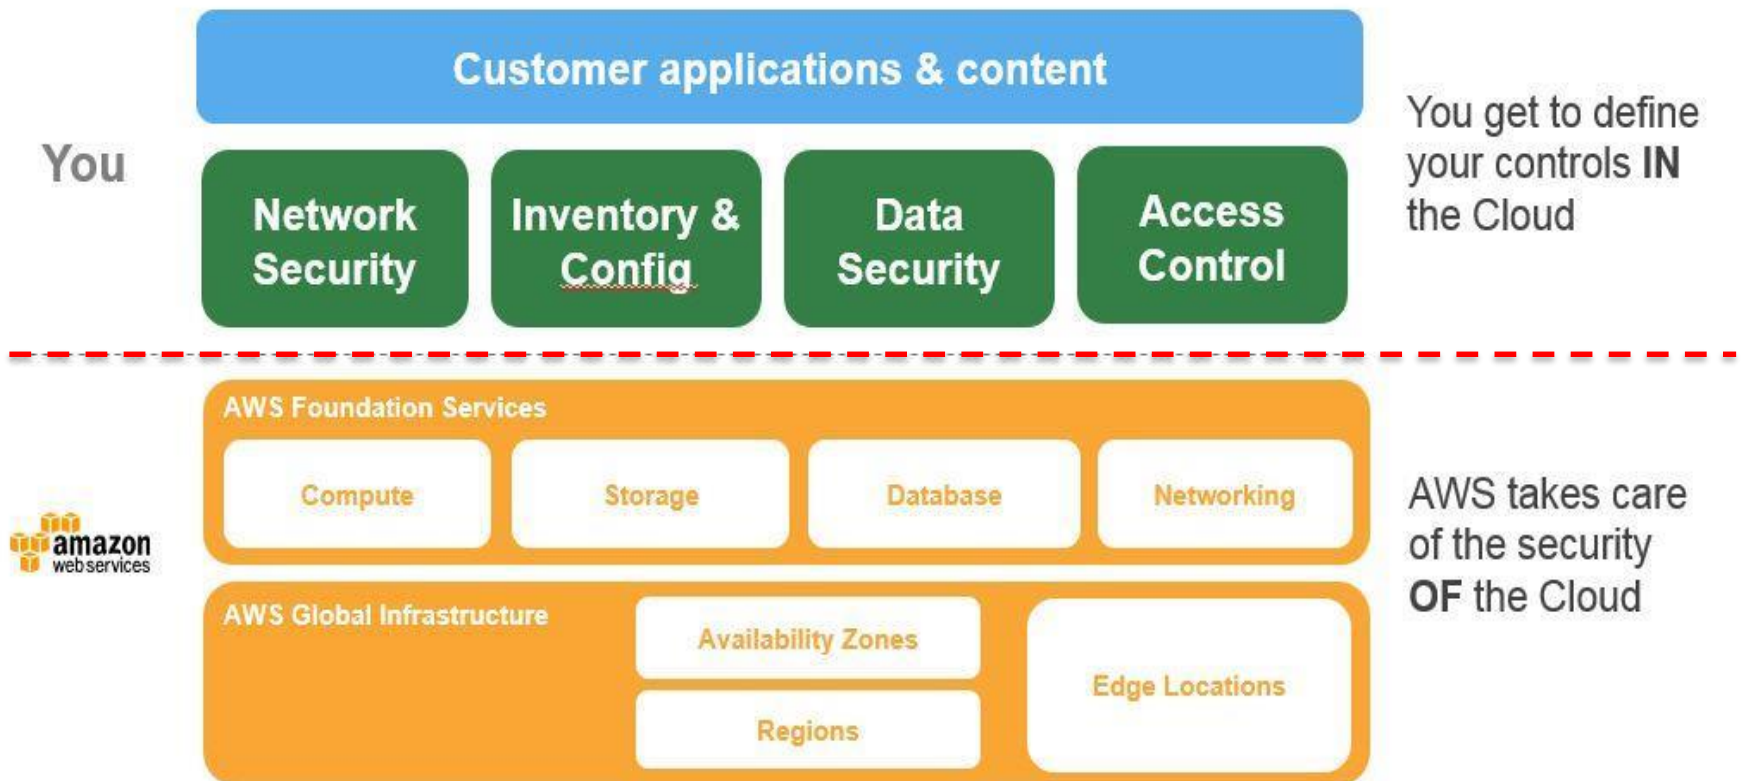 Customer applications & content
You
Network
Security
Inventory &
Config
Data
Security
Access
Control
You get to define
your controls IN
the Cloud
AWS Foundation Services
Compute
Storage
Database
Networking
amazon
webservices
AWS Global Infrastructure
Availability Zones
Regions
Edge Locations
AWS takes care
of the security
OF the Cloud